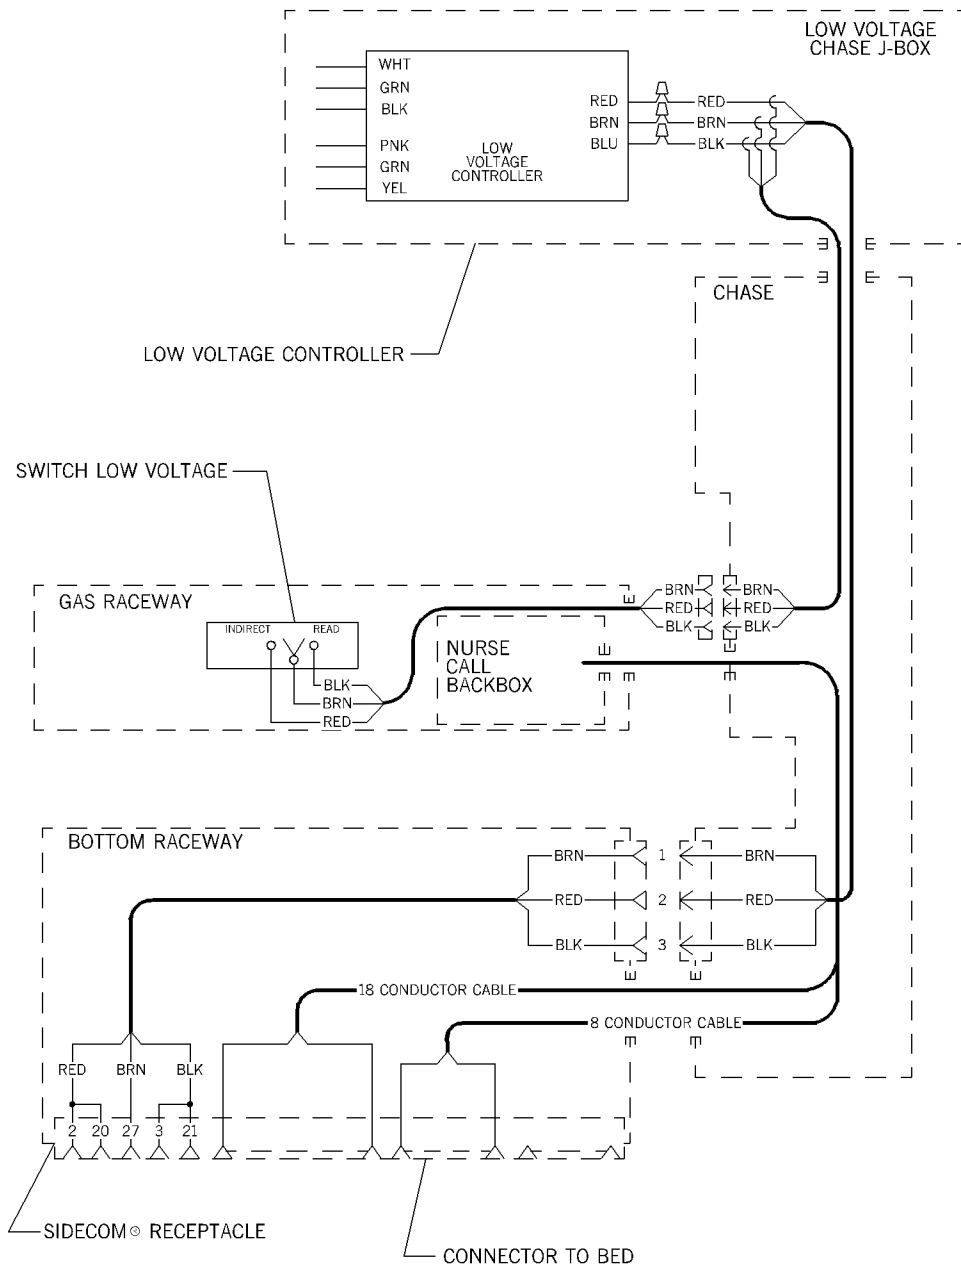 LOW VOLTAGE
CHASE J-BOX
WHT
GRN
BLK
PNK
GRN
YEL
LOW
VOLTAGE
CONTROLLER
RED RED
BRN BRN
BLU BLK
CHASE
LOW VOLTAGE CONTROLLER
SWITCH LOW VOLTAGE
GAS RACEWAY
INDIRECT READ
BLK
BRN
RED
NURSE
CALL
BACKBOX
BRN BRN
RED RED
BLK BLK
BOTTOM RACEWAY
BRN 1 BRN
RED 2 RED
BLK 3 BLK
18 CONDUCTOR CABLE
8 CONDUCTOR CABLE
RED BRN BLK
2 20 27 3 21
SIDECOM® RECEPTACLE
CONNECTOR TO BED